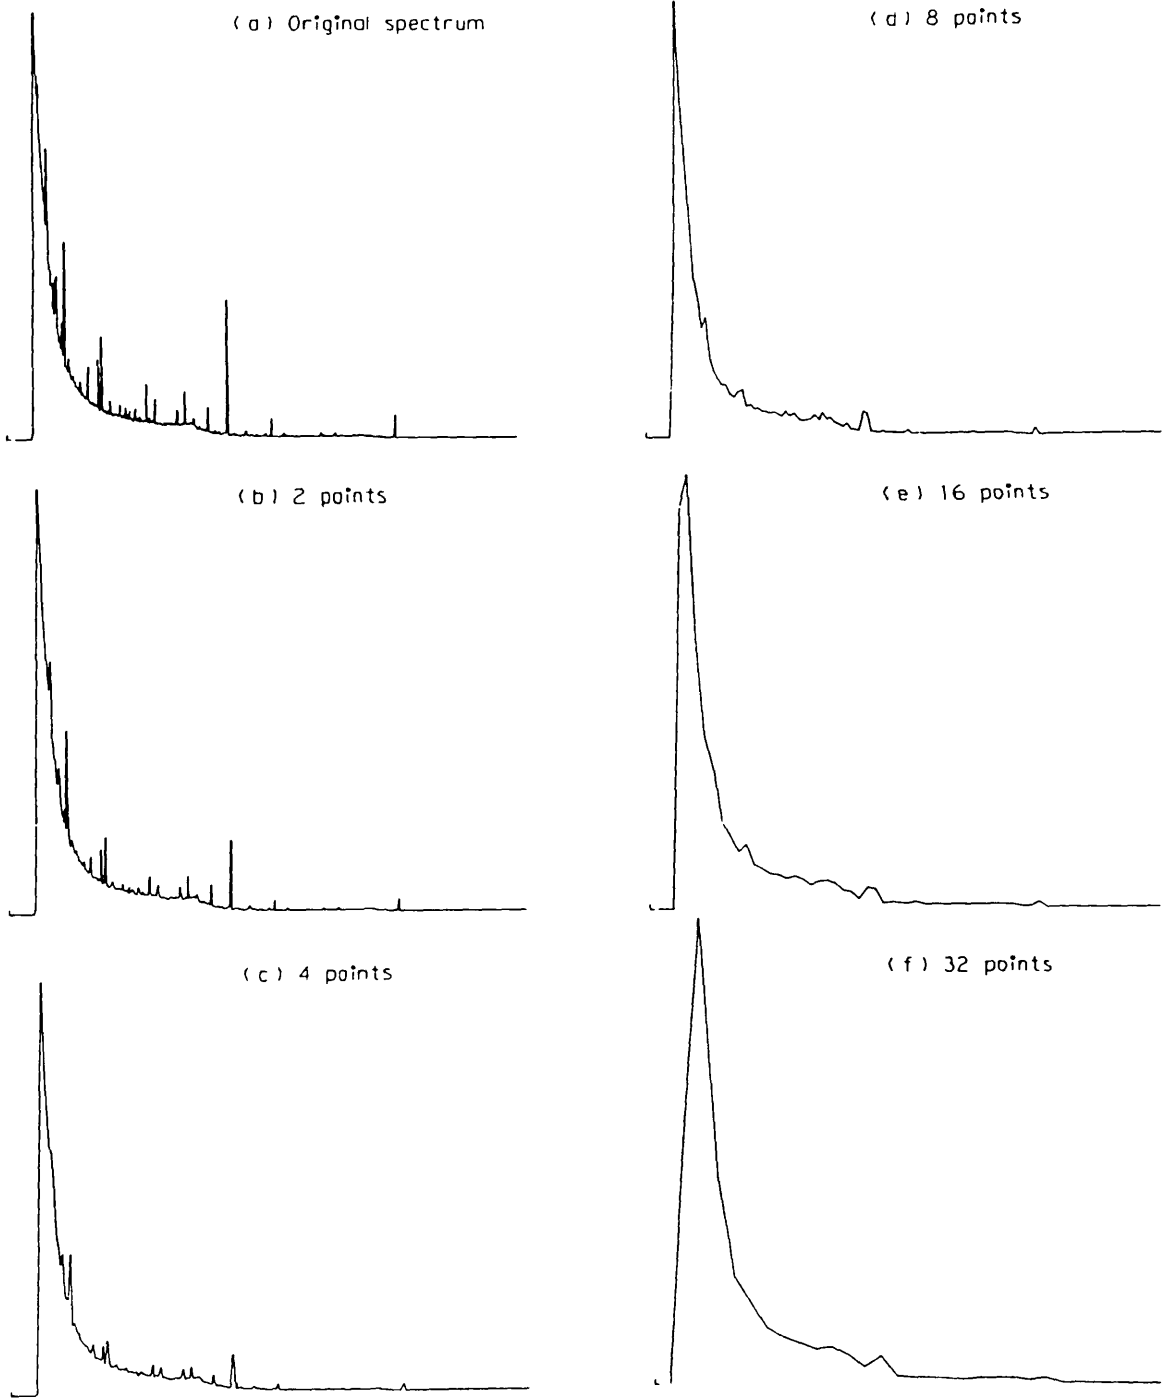 (a) Original spectrum
(b) 2 points
(c) 4 points
(d) 8 points
(e) 16 points
(f) 32 points